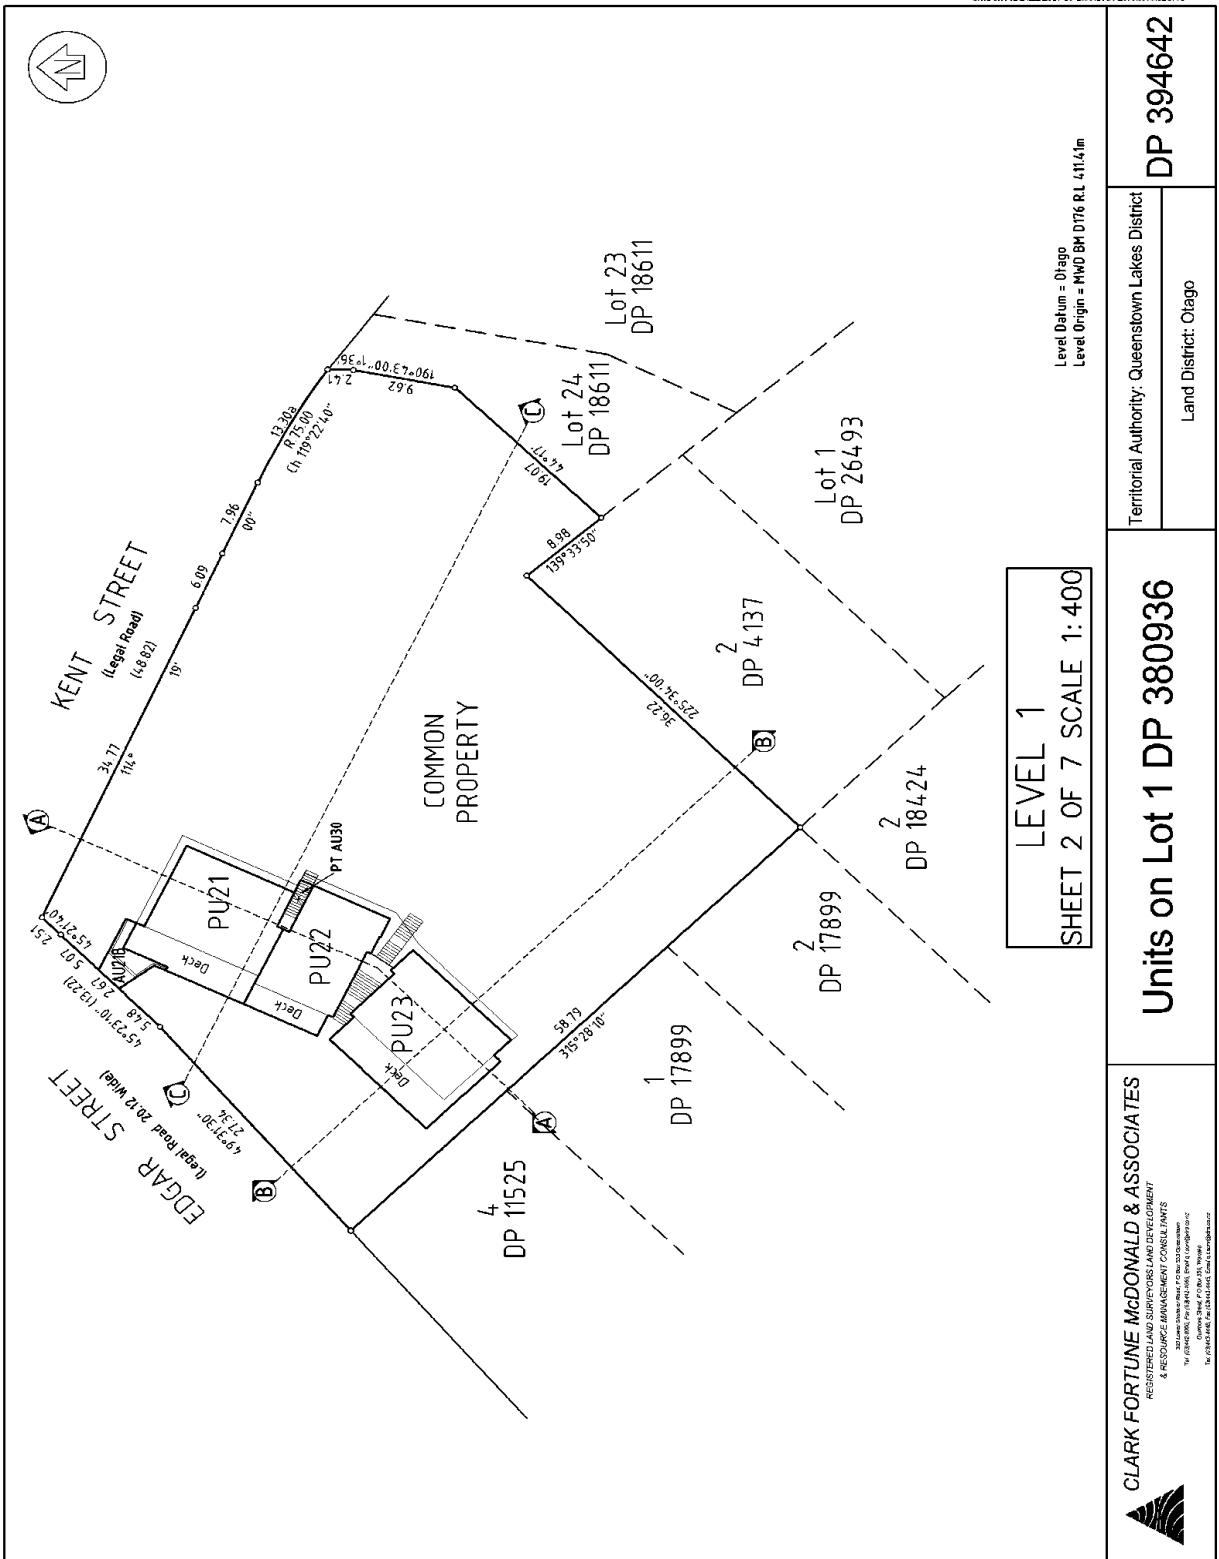 N
KENT STREET
(Legal Road)
(48.82)
EDGAR STREET
(Legal Road 20.12 Wide)
34.77
114°
19'
6.09
7.96
00"
13.30a
R 75.00
Ch 119°22'40"
2.41
1°36'
190°43'00"
9.62
44°17'
19.07
8.98
139°33'50"
36.22
225°34'00"
58.79
315°28'10"
49°31'30"
27.34
45°23'10" (13.22)
5.48
2.67
5.07
45°21'40"
2.51
A
A
B
B
C
C
AU21B
PU21
Deck
PT AU30
PU22
Deck
PU23
Deck
COMMON
PROPERTY
Lot 23
DP 18611
Lot 24
DP 18611
Lot 1
DP 26493
2
DP 4137
2
DP 18424
2
DP 17899
1
DP 17899
4
DP 11525
LEVEL 1
SHEET 2 OF 7 SCALE 1:400
Level Datum = Otago
Level Origin = MWD BM D176 R.L 411.41m
CLARK FORTUNE McDONALD & ASSOCIATES
REGISTERED LAND SURVEYORS LAND DEVELOPMENT
& RESOURCE MANAGEMENT CONSULTANTS
Units on Lot 1 DP 380936
Territorial Authority: Queenstown Lakes District
Land District: Otago
DP 394642